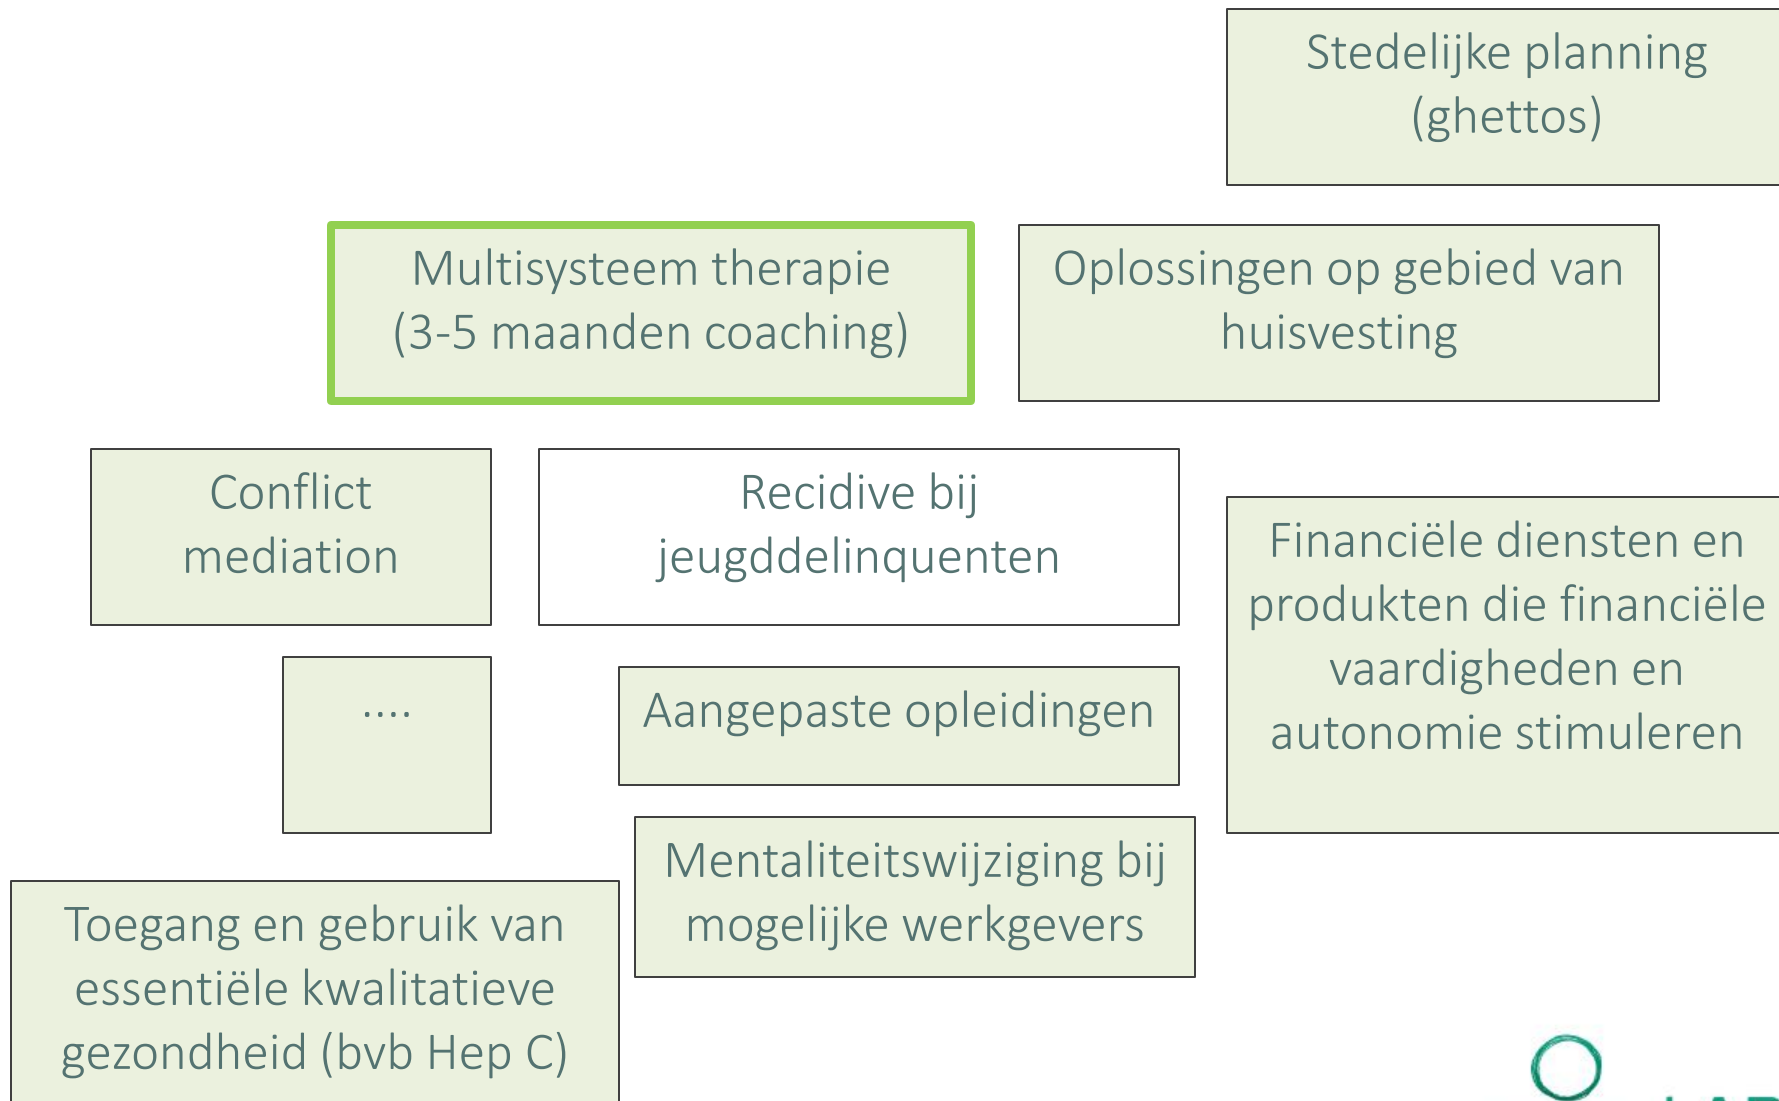 Stedelijke planning
(ghettos)
Multisysteem therapie
(3-5 maanden coaching)
Oplossingen op gebied van
huisvesting
Conflict
mediation
Recidive bij
jeugddelinquenten
Financiële diensten en
produkten die financiële
vaardigheden en
autonomie stimuleren
....
Aangepaste opleidingen
Mentaliteitswijziging bij
mogelijke werkgevers
Toegang en gebruik van
essentiële kwalitatieve
gezondheid (bvb Hep C)